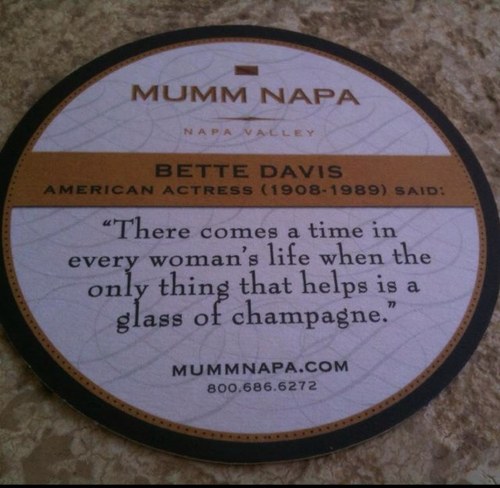 MUMM NAPA
NAPA VALLEY
BETTE DAVIS
AMERICAN ACTRESS (1908-1989) SAID:
“There comes a time in
every woman's life when the
only thing that helps is a
glass of champagne.”
MUMMNAPA.COM
800.686.6272